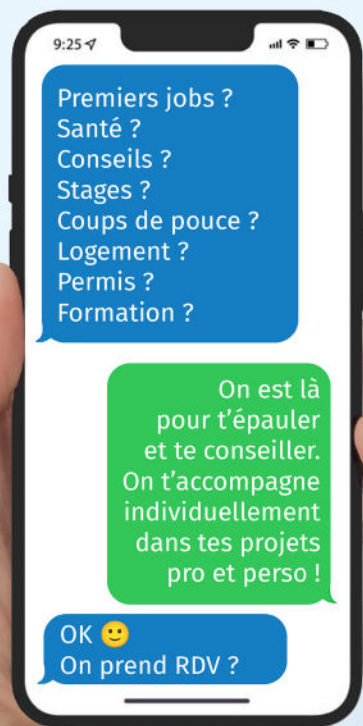 9:25
Premiers jobs ?
Santé ?
Conseils ?
Stages ?
Coups de pouce ?
Logement ?
Permis ?
Formation ?
On est là
pour t’épauler
et te conseiller.
On t’accompagne
individuellement
dans tes projets
pro et perso !
OK 🙂
On prend RDV ?